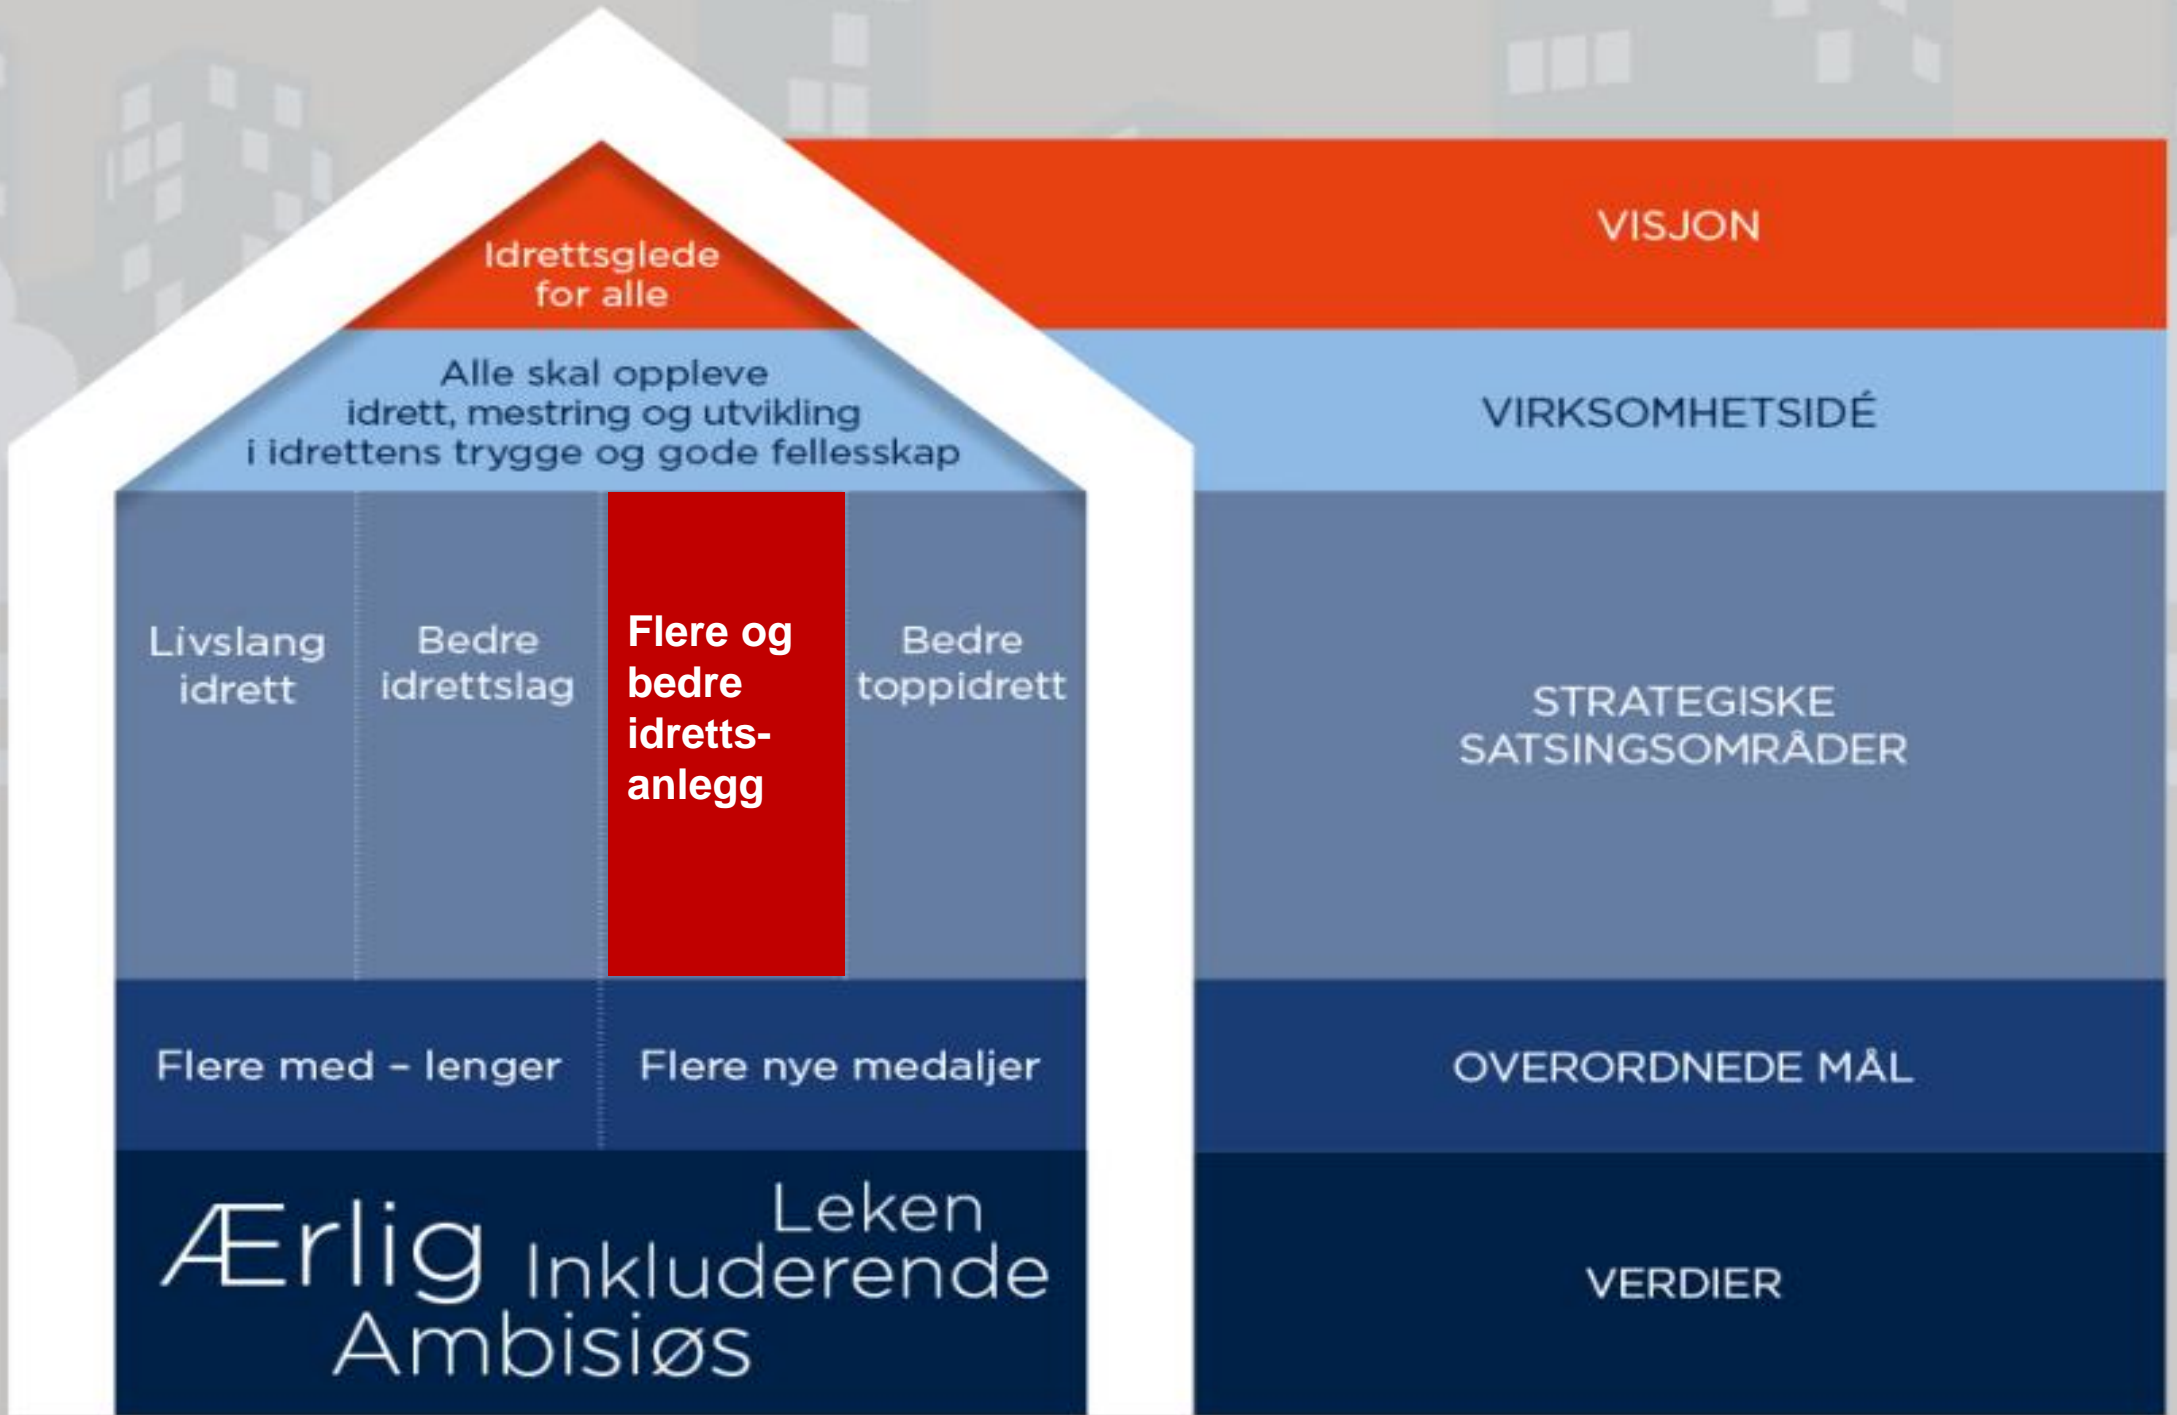 Idrettsglede
for alle
VISJON
Alle skal oppleve
idrett, mestring og utvikling
i idrettens trygge og gode fellesskap
VIRKSOMHETSIDÉ
Livslang
idrett
Bedre
idrettslag
Flere og
bedre
idretts-
anlegg
Bedre
toppidrett
STRATEGISKE
SATSINGSOMRÅDER
Flere med – lenger
Flere nye medaljer
OVERORDNEDE MÅL
Ærlig
Leken
Inkluderende
Ambisiøs
VERDIER